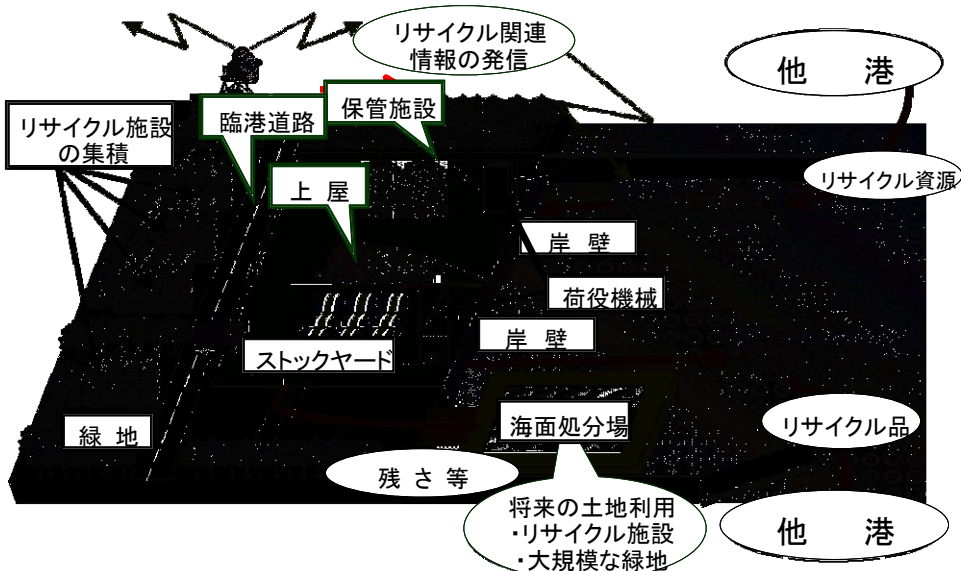 リサイクル関連
情報の発信
他　港
保管施設
臨港道路
リサイクル施設
の集積
上 屋
リサイクル資源
岸 壁
荷役機械
岸 壁
ストックヤード
海面処分場
リサイクル品
緑 地
残 さ 等
将来の土地利用
・リサイクル施設
・大規模な緑地
他　港